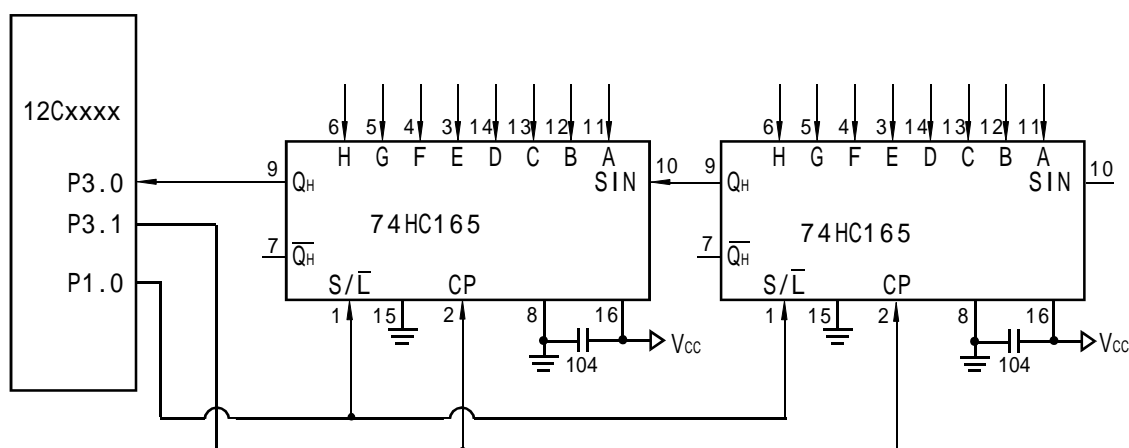 12Cxxxx
P3.0
P3.1
P1.0
6 5 4 3 14 13 12 11
H G F E D C B A
9 QH SIN 10
74HC165
7 Q̅H
S/L̅ CP
1 15 2 8 16
104
VCC
6 5 4 3 14 13 12 11
H G F E D C B A
9 QH SIN 10
74HC165
7 Q̅H
S/L̅ CP
1 15 2 8 16
104
VCC